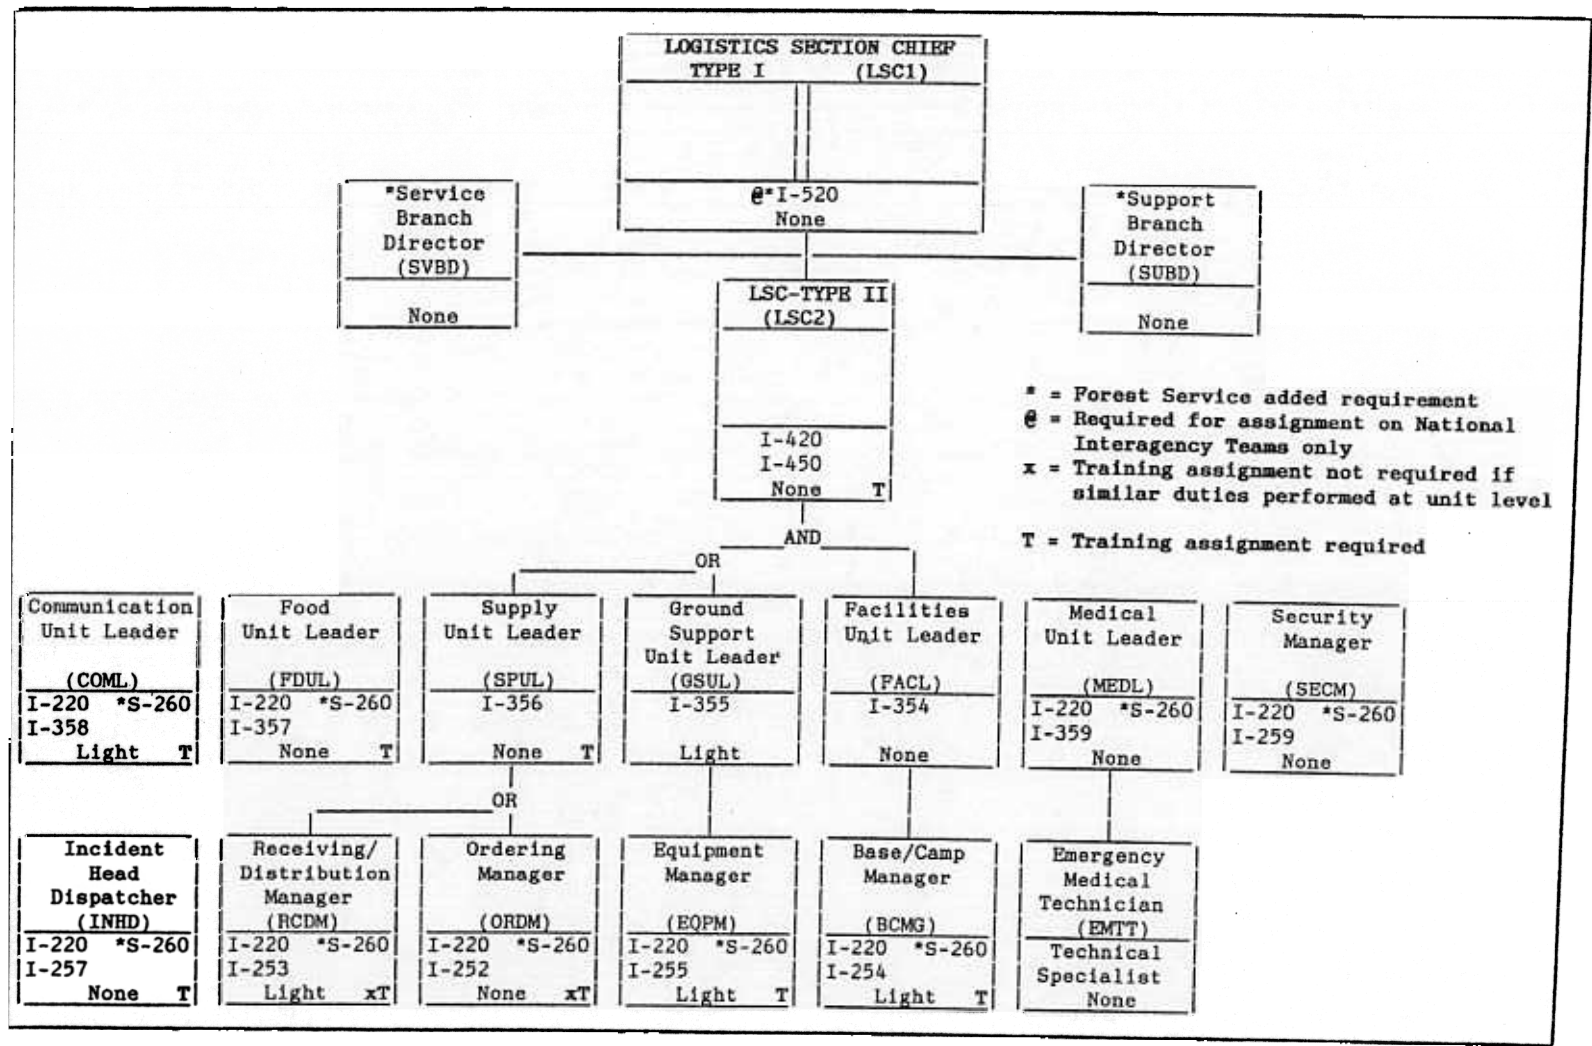 LOGISTICS SECTION CHIEF
TYPE I (LSC1)
@*I-520
None
*Service
Branch
Director
(SVBD)
None
*Support
Branch
Director
(SUBD)
None
LSC-TYPE II
(LSC2)
I-420
I-450
None T
* = Forest Service added requirement
@ = Required for assignment on National
Interagency Teams only
x = Training assignment not required if
similar duties performed at unit level
T = Training assignment required
AND
OR
Communication
Unit Leader
(COML)
I-220 *S-260
I-358
Light T
Food
Unit Leader
(FDUL)
I-220 *S-260
I-357
None T
Supply
Unit Leader
(SPUL)
I-356
None T
Ground
Support
Unit Leader
(GSUL)
I-355
Light
Facilities
Unit Leader
(FACL)
I-354
None
Medical
Unit Leader
(MEDL)
I-220 *S-260
I-359
None
Security
Manager
(SECM)
I-220 *S-260
I-259
None
OR
Incident
Head
Dispatcher
(INHD)
I-220 *S-260
I-257
None T
Receiving/
Distribution
Manager
(RCDM)
I-220 *S-260
I-253
Light xT
Ordering
Manager
(ORDM)
I-220 *S-260
I-252
None xT
Equipment
Manager
(EQPM)
I-220 *S-260
I-255
Light T
Base/Camp
Manager
(BCMG)
I-220 *S-260
I-254
Light T
Emergency
Medical
Technician
(EMTT)
Technical
Specialist
None